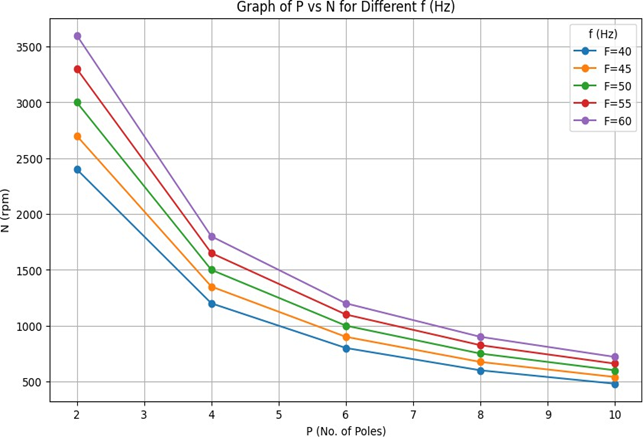 Graph of P vs N for Different f (Hz)
f (Hz)
F=40
F=45
F=50
F=55
F=60
3500
3000
2500
2000
1500
1000
500
N (rpm)
2 3 4 5 6 7 8 9 10
P (No. of Poles)